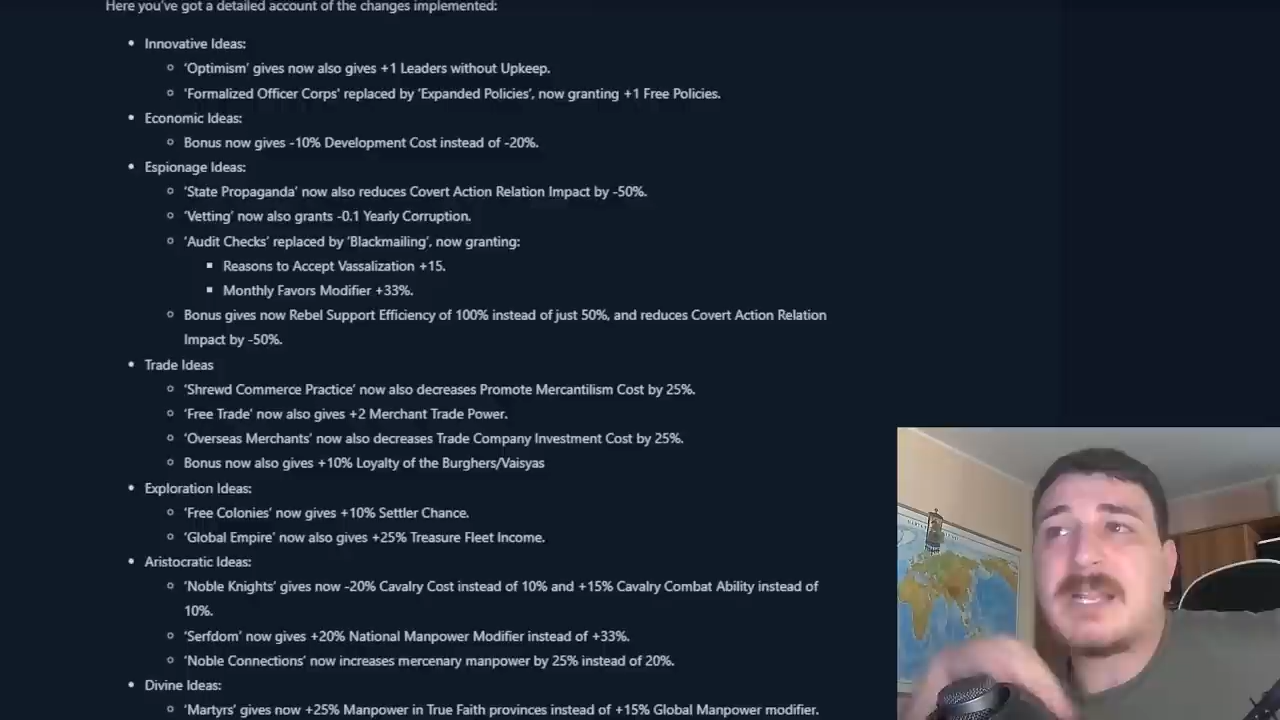 Here you've got a detailed account of the changes implemented:
Innovative Ideas:
'Optimism' gives now also gives +1 Leaders without Upkeep.
'Formalized Officer Corps' replaced by 'Expanded Policies', now granting +1 Free Policies.
Economic Ideas:
Bonus now gives -10% Development Cost instead of -20%.
Espionage Ideas:
'State Propaganda' now also reduces Covert Action Relation Impact by -50%.
'Vetting' now also grants -0.1 Yearly Corruption.
'Audit Checks' replaced by 'Blackmailing', now granting:
Reasons to Accept Vassalization +15.
Monthly Favors Modifier +33%.
Bonus gives now Rebel Support Efficiency of 100% instead of just 50%, and reduces Covert Action Relation
Impact by -50%.
Trade Ideas
'Shrewd Commerce Practice' now also decreases Promote Mercantilism Cost by 25%.
'Free Trade' now also gives +2 Merchant Trade Power.
'Overseas Merchants' now also decreases Trade Company Investment Cost by 25%.
Bonus now also gives +10% Loyalty of the Burghers/Vaisyas
Exploration Ideas:
'Free Colonies' now gives +10% Settler Chance.
'Global Empire' now also gives +25% Treasure Fleet Income.
Aristocratic Ideas:
'Noble Knights' gives now -20% Cavalry Cost instead of 10% and +15% Cavalry Combat Ability instead of
10%.
'Serfdom' now gives +20% National Manpower Modifier instead of +33%.
'Noble Connections' now increases mercenary manpower by 25% instead of 20%.
Divine Ideas:
'Martyrs' gives now +25% Manpower in True Faith provinces instead of +15% Global Manpower modifier.